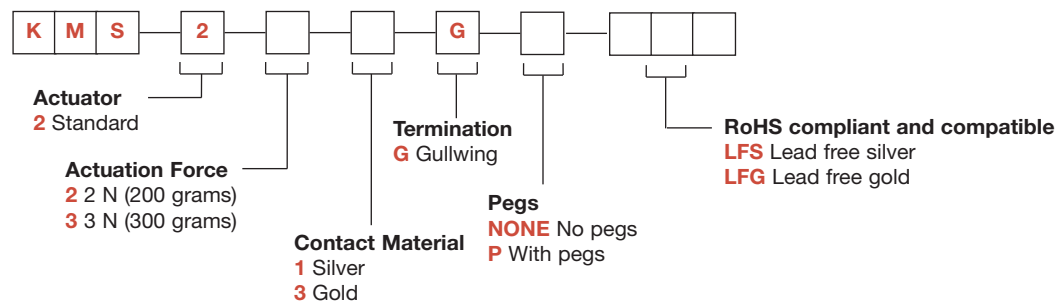 K M S 2 G
Actuator
2 Standard
Actuation Force
2 2 N (200 grams)
3 3 N (300 grams)
Contact Material
1 Silver
3 Gold
Termination
G Gullwing
Pegs
NONE No pegs
P With pegs
RoHS compliant and compatible
LFS Lead free silver
LFG Lead free gold